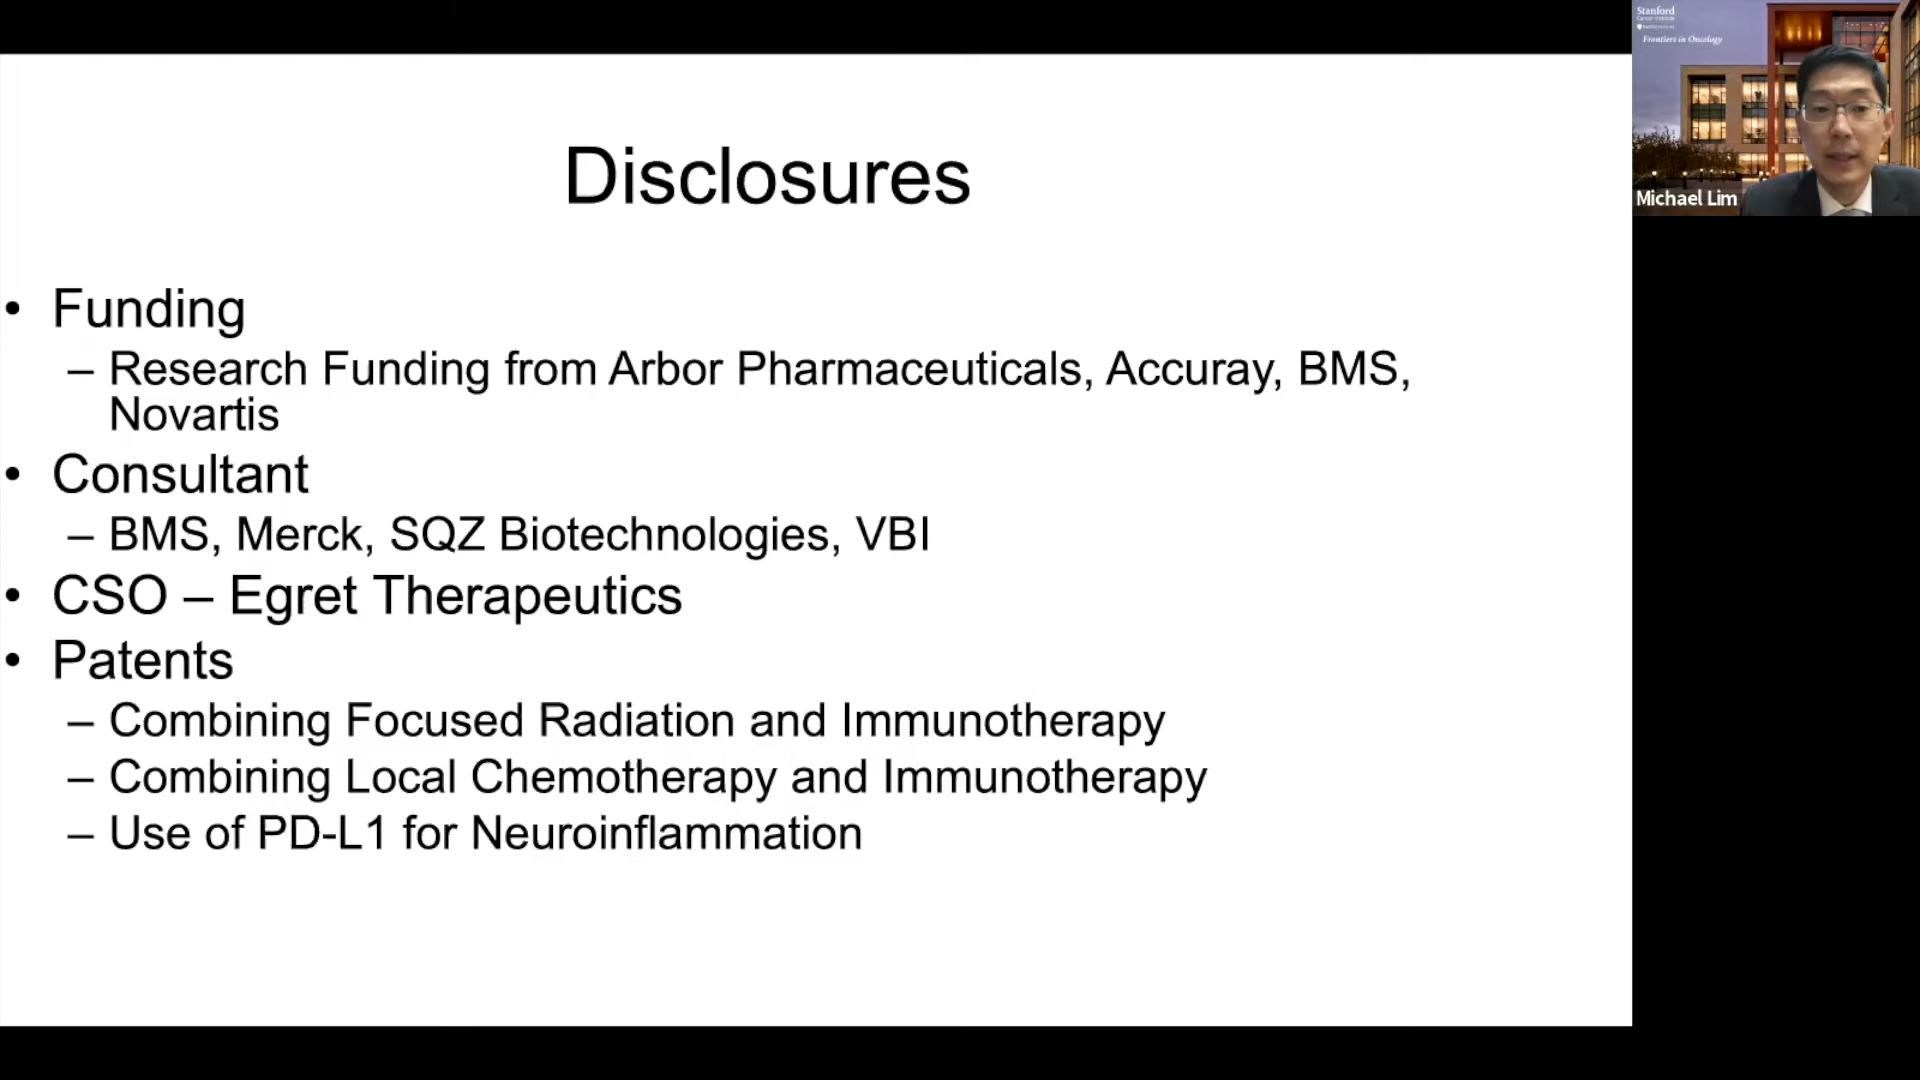 Disclosures
• Funding
– Research Funding from Arbor Pharmaceuticals, Accuray, BMS,
Novartis
• Consultant
– BMS, Merck, SQZ Biotechnologies, VBI
• CSO – Egret Therapeutics
• Patents
– Combining Focused Radiation and Immunotherapy
– Combining Local Chemotherapy and Immunotherapy
– Use of PD-L1 for Neuroinflammation
Stanford
Cancer Institute
Frontiers in Oncology
Michael Lim